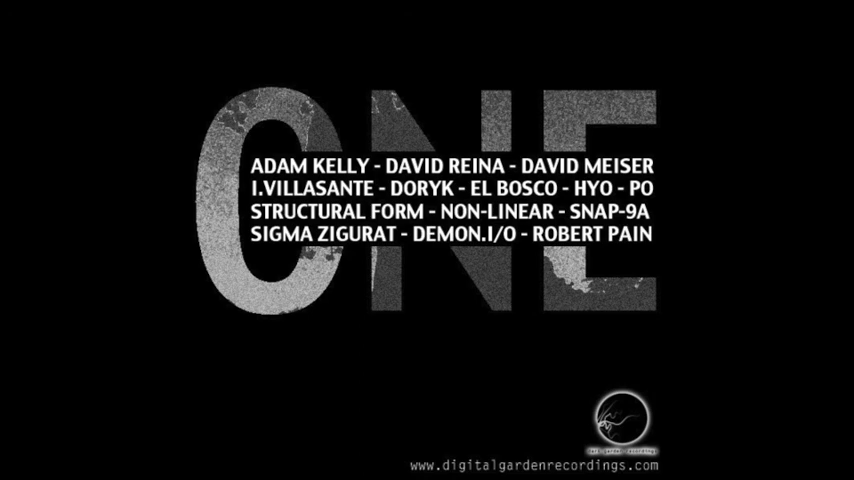 ONE
ADAM KELLY - DAVID REINA - DAVID MEISER
I.VILLASANTE - DORYK - EL BOSCO - HYO - PO
STRUCTURAL FORM - NON-LINEAR - SNAP-9A
SIGMA ZIGURAT - DEMON.I/O - ROBERT PAIN
www.digitalgardenrecordings.com